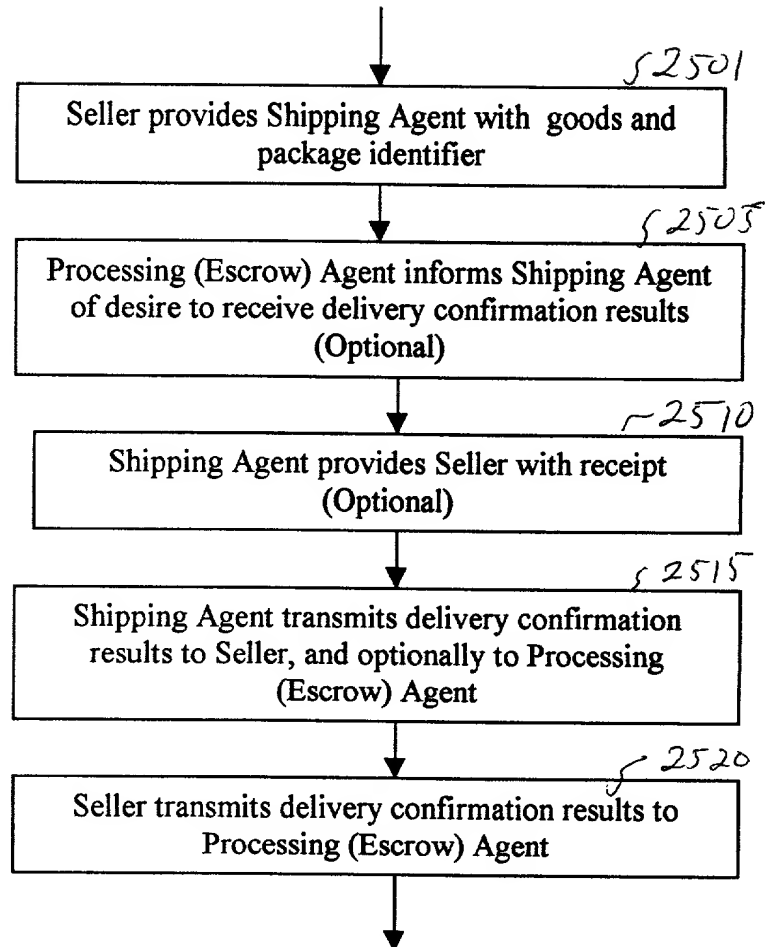 2501
Seller provides Shipping Agent with goods and
package identifier
2505
Processing (Escrow) Agent informs Shipping Agent
of desire to receive delivery confirmation results
(Optional)
2510
Shipping Agent provides Seller with receipt
(Optional)
2515
Shipping Agent transmits delivery confirmation
results to Seller, and optionally to Processing
(Escrow) Agent
2520
Seller transmits delivery confirmation results to
Processing (Escrow) Agent